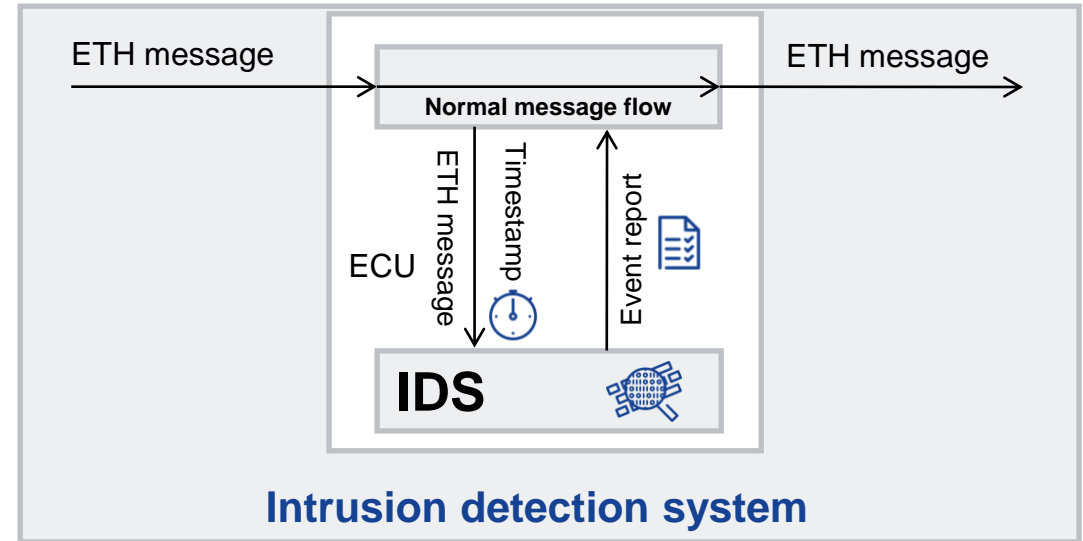 ETH message
ETH message
Normal message flow
ETH message
Timestamp
Event report
ECU
IDS
Intrusion detection system